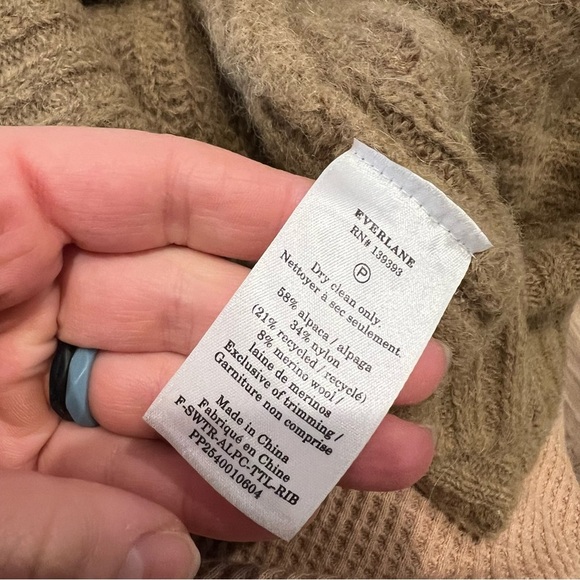 EVERLANE
RN# 139393
P
Dry clean only.
Nettoyer à sec seulement.
58% alpaca / alpaga
34% nylon
(21% recycled / recyclé)
8% merino wool /
laine de merinos
Exclusive of trimming /
Garniture non comprise
Made in China
Fabriqué en Chine
F-SWTR-ALPC-TTL-RIB
PP2540010604